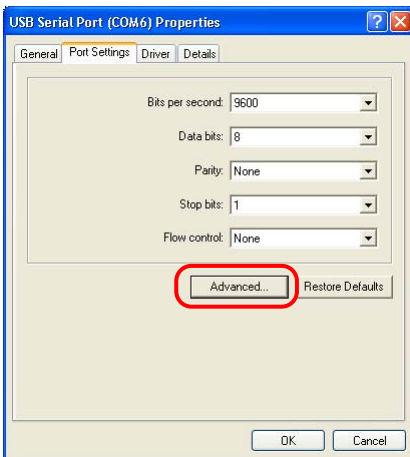 USB Serial Port (COM6) Properties
General Port Settings Driver Details
Bits per second: 9600
Data bits: 8
Parity: None
Stop bits: 1
Flow control: None
Advanced... Restore Defaults
OK Cancel